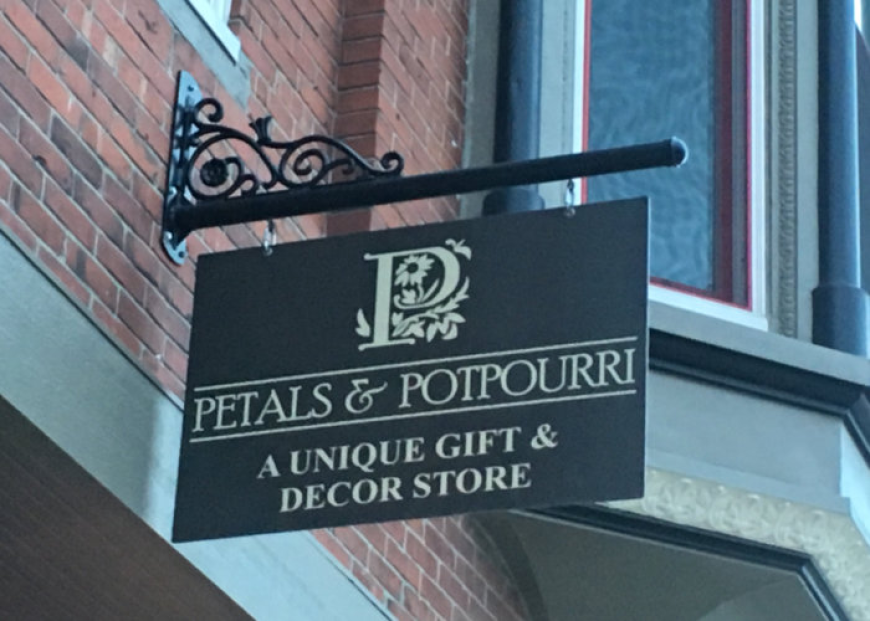 P
PETALS & POTPOURRI
A UNIQUE GIFT &
DECOR STORE